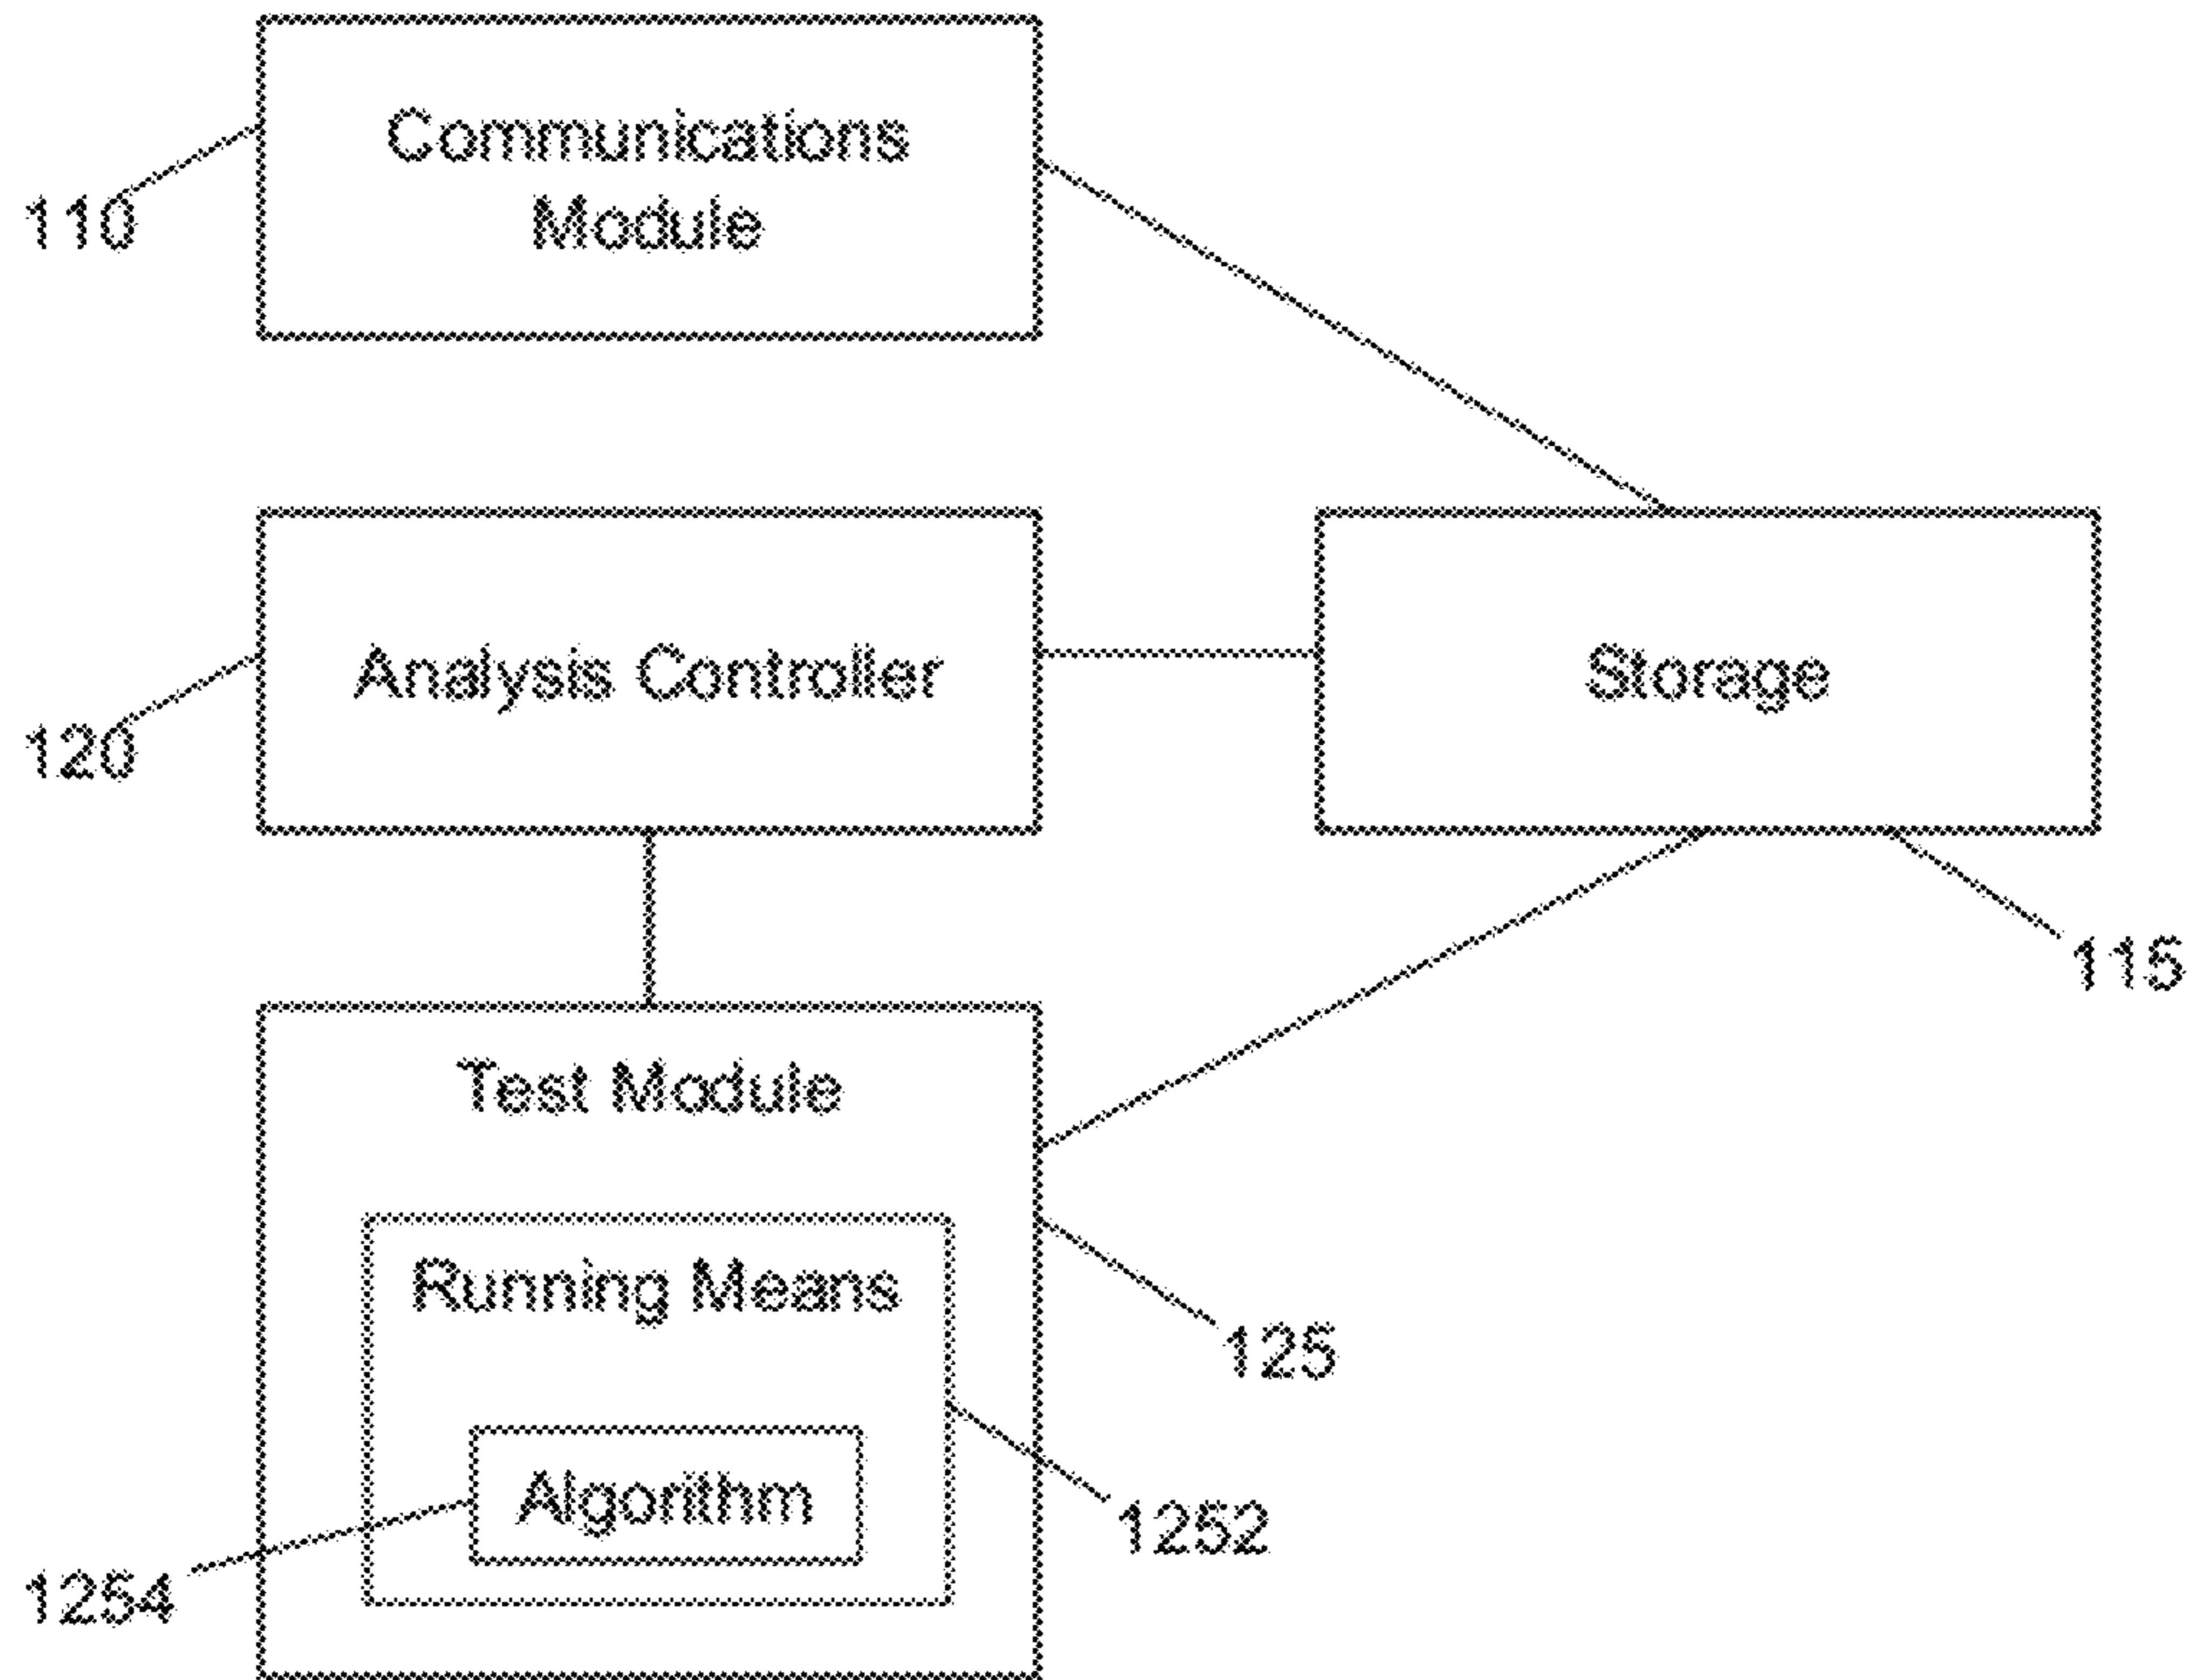 Communications
Module
110
Analysis Controller
Storage
120
115
Test Module
Running Means
125
Algorithm
1252
1254